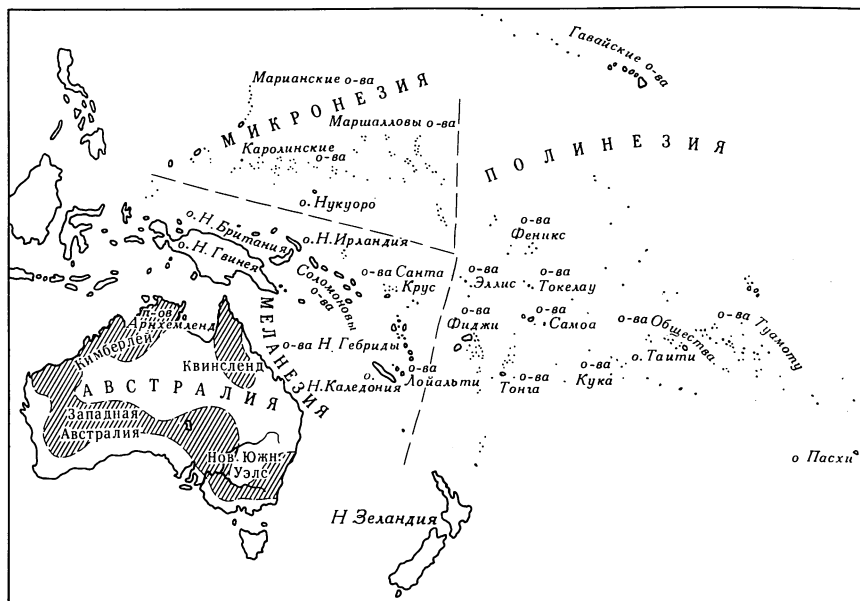 Гавайские о-ва
Марианские о-ва
МИКРОНЕЗИЯ
Маршалловы о-ва
Каролинские о-ва
ПОЛИНЕЗИЯ
о. Нукуоро
о. Н. Британия
о. Н. Ирландия
о. Н. Гвинея
о-ва
Феникс
о-ва Санта
Крус
о-ва
Эллис
о-ва
Токелау
Соломоновы
о-ва
п-ов
Арнхемленд
Кимберлей
МЕЛАНЕЗИЯ
о-ва
Фиджи
о-ва
Самоа
о-ва Общества
о-ва Туамоту
Квинсленд
о-ва Н. Гебриды
о. Таити
АВСТРАЛИЯ
о.
Н. Каледония
о-ва
Лойальти
о-ва
Тонга
о-ва
Кука
Западная
Австралия
Нов. Южн.
Уэлс
о Пасхи
Н Зеландия